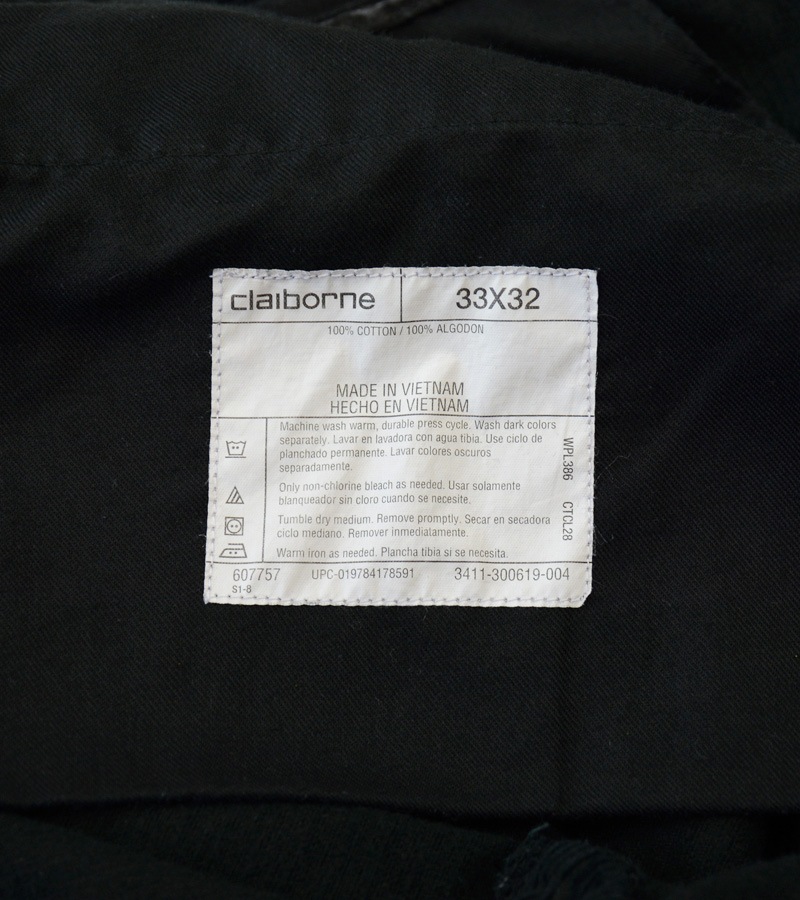 claiborne 33X32
100% COTTON / 100% ALGODON
MADE IN VIETNAM
HECHO EN VIETNAM
Machine wash warm, durable press cycle. Wash dark colors
separately. Lavar en lavadora con agua tibia. Use ciclo de
planchado permanente. Lavar colores oscuros
separadamente.
Only non-chlorine bleach as needed. Usar solamente
blanqueador sin cloro cuando se necesite.
Tumble dry medium. Remove promptly. Secar en secadora
ciclo mediano. Remover inmediatamente.
Warm iron as needed. Plancha tibia si se necesita.
WPL386 CTCL28
607757 UPC-019784178591 3411-300619-004
S1-8